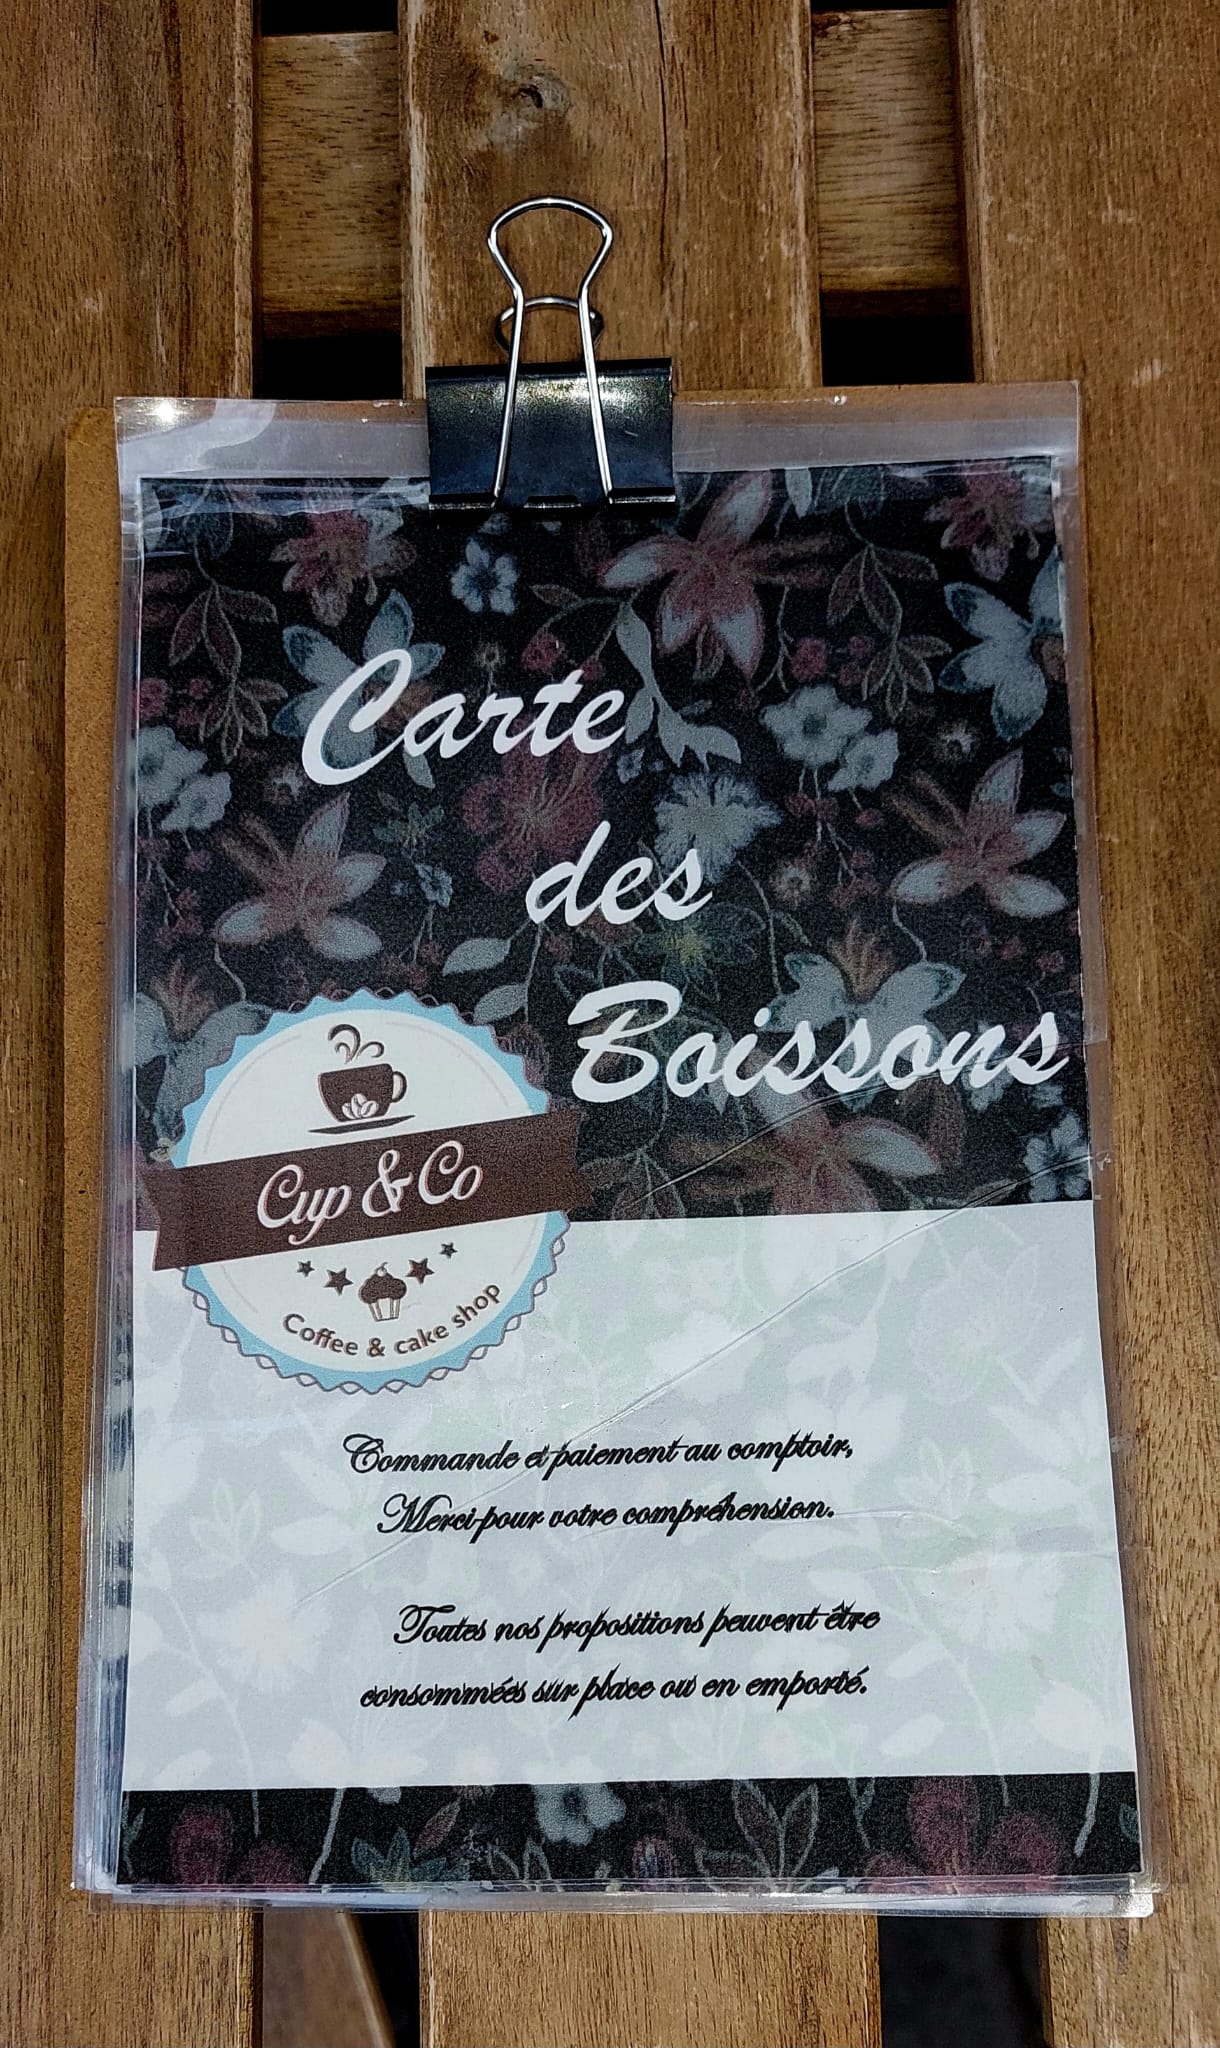 Carte
des
Boissons
Cup & Co
Coffee & cake shop
Commande et paiement au comptoir,
Merci pour votre compréhension.
Toutes nos propositions peuvent être
consommées sur place ou en emporté.